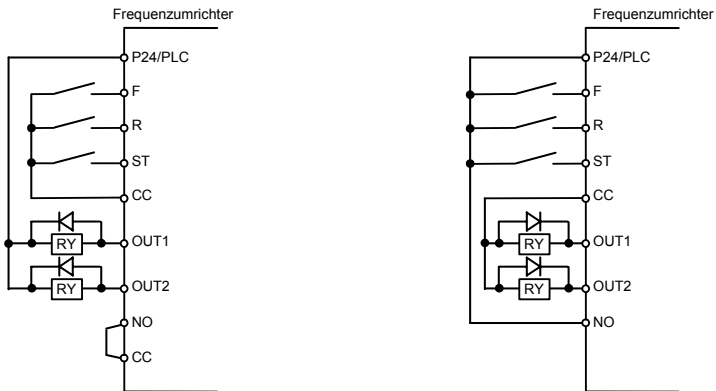 Frequenzumrichter
P24/PLC
F
R
ST
CC
RY
OUT1
RY
OUT2
NO
CC
Frequenzumrichter
P24/PLC
F
R
ST
CC
RY
OUT1
RY
OUT2
NO